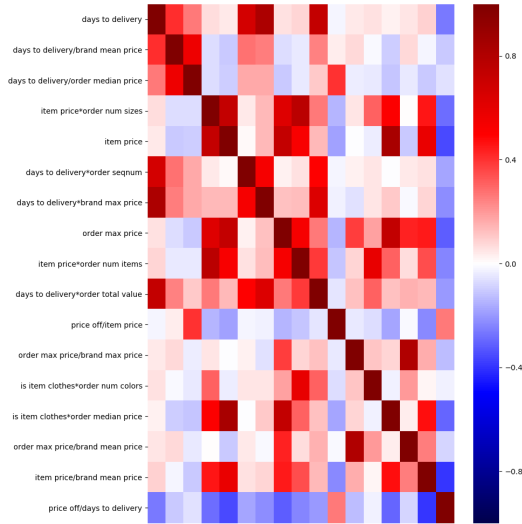 days to delivery
days to delivery/brand mean price
days to delivery/order median price
item price*order num sizes
item price
days to delivery*order seqnum
days to delivery*brand max price
order max price
item price*order num items
days to delivery*order total value
price off/item price
order max price/brand max price
is item clothes*order num colors
is item clothes*order median price
order max price/brand mean price
item price/brand mean price
price off/days to delivery
0.8
0.4
0.0
−0.4
−0.8